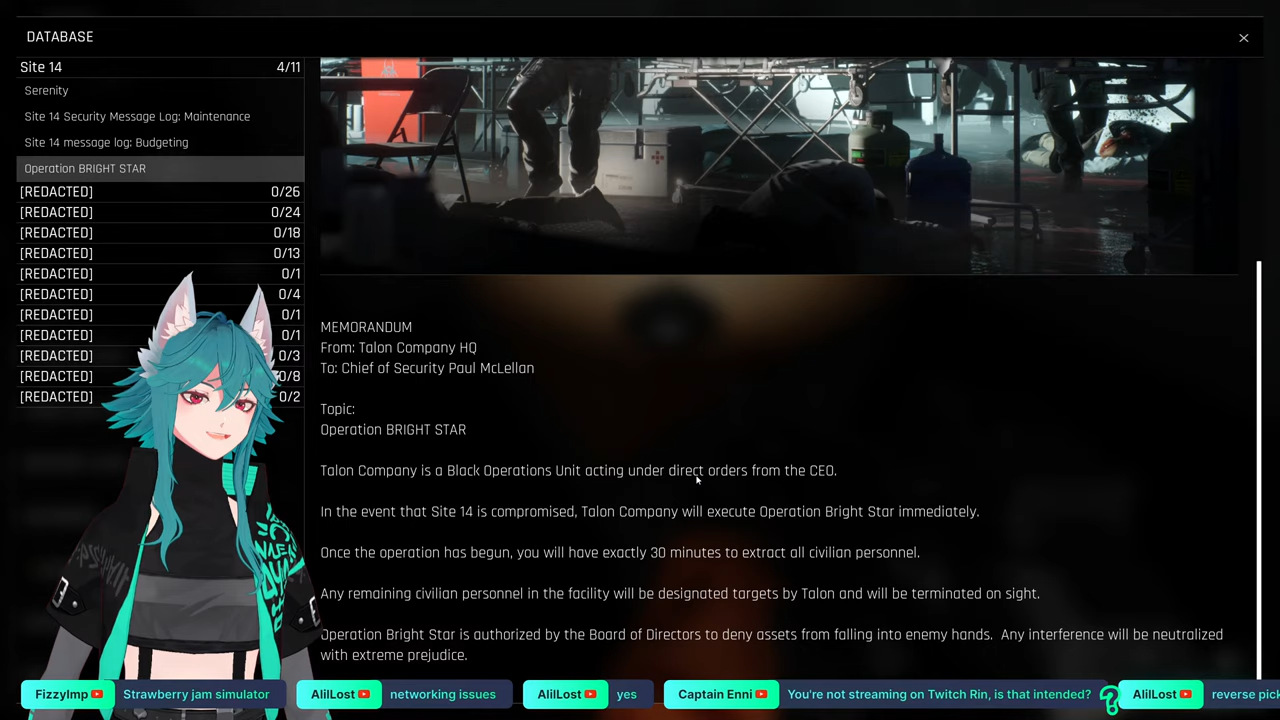 DATABASE
Site 14 4/11
Serenity
Site 14 Security Message Log: Maintenance
Site 14 message log: Budgeting
Operation BRIGHT STAR
[REDACTED] 0/26
[REDACTED] 0/24
[REDACTED] 0/18
[REDACTED] 0/13
[REDACTED] 0/1
[REDACTED] 0/4
[REDACTED] 0/1
[REDACTED] 0/1
[REDACTED] 0/3
[REDACTED] 0/8
[REDACTED] 0/2
MEMORANDUM
From: Talon Company HQ
To: Chief of Security Paul McLellan
Topic:
Operation BRIGHT STAR
Talon Company is a Black Operations Unit acting under direct orders from the CEO.
In the event that Site 14 is compromised, Talon Company will execute Operation Bright Star immediately.
Once the operation has begun, you will have exactly 30 minutes to extract all civilian personnel.
Any remaining civilian personnel in the facility will be designated targets by Talon and will be terminated on sight.
Operation Bright Star is authorized by the Board of Directors to deny assets from falling into enemy hands. Any interference will be neutralized
with extreme prejudice.
FizzyImp Strawberry jam simulator AlilLost networking issues AlilLost yes Captain Enni You're not streaming on Twitch Rin, is that intended? AlilLost reverse pick